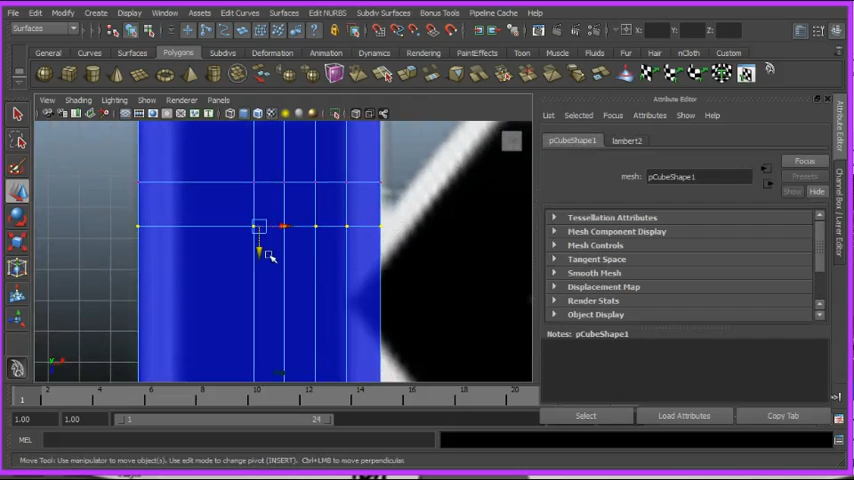 File Edit Modify Create Display Window Assets Edit Curves Surfaces Edit NURBS Subdiv Surfaces Bonus Tools Pipeline Cache Help
Surfaces X: Y: Z:
General Curves Surfaces Polygons Subdivs Deformation Animation Dynamics Rendering PaintEffects Toon Muscle Fluids Fur Hair nCloth Custom
View Shading Lighting Show Renderer Panels
Attribute Editor
List Selected Focus Attributes Show Help
pCubeShape1 lambert2
mesh: pCubeShape1
Focus
Presets
Show Hide
Tessellation Attributes
Mesh Component Display
Mesh Controls
Tangent Space
Smooth Mesh
Displacement Map
Render Stats
Object Display
Notes: pCubeShape1
Select Load Attributes Copy Tab
Attribute Editor
Channel Box / Layer Editor
2 4 6 8 10 12 14 16 18 20
1
1.00 1.00 1 24
MEL
Move Tool: Use manipulator to move object(s). Use edit mode to change pivot (INSERT). Ctrl+LMB to move perpendicular.